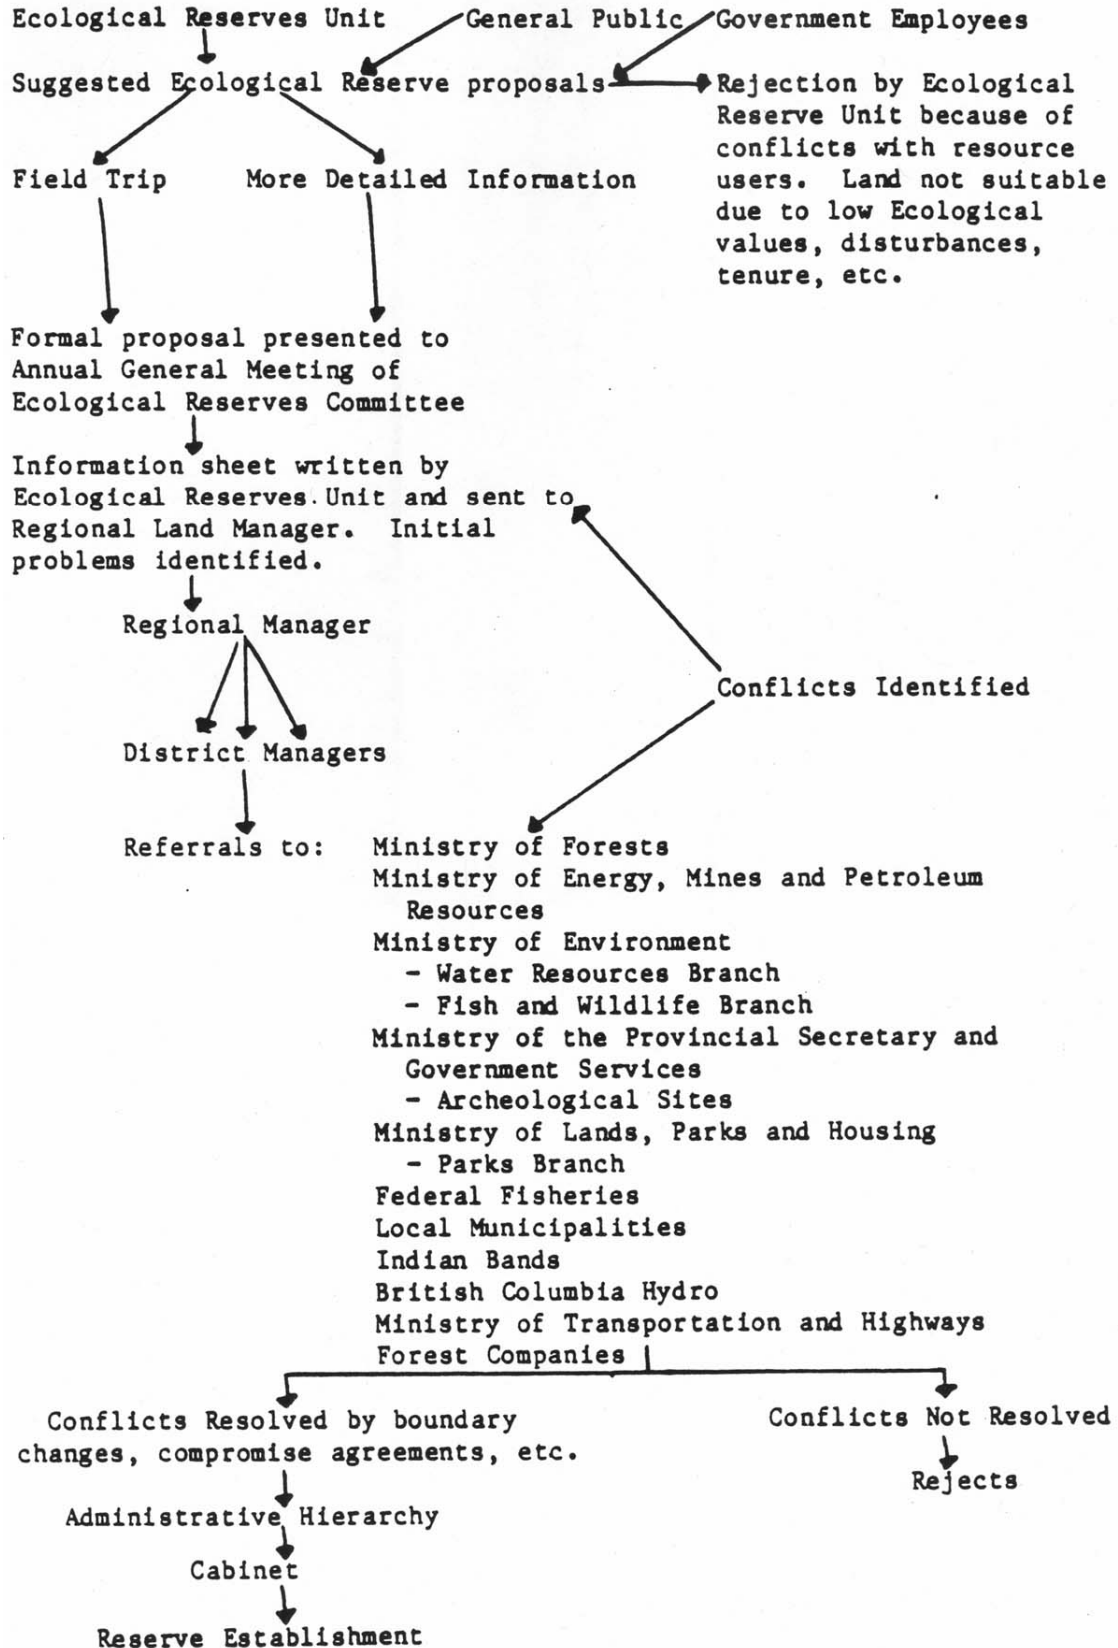 Ecological Reserves Unit General Public Government Employees
Suggested Ecological Reserve proposals
Rejection by Ecological
Reserve Unit because of
conflicts with resource
users. Land not suitable
due to low Ecological
values, disturbances,
tenure, etc.
Field Trip More Detailed Information
Formal proposal presented to
Annual General Meeting of
Ecological Reserves Committee
Information sheet written by
Ecological Reserves Unit and sent to
Regional Land Manager. Initial
problems identified.
Regional Manager
Conflicts Identified
District Managers
Referrals to: Ministry of Forests
Ministry of Energy, Mines and Petroleum
Resources
Ministry of Environment
- Water Resources Branch
- Fish and Wildlife Branch
Ministry of the Provincial Secretary and
Government Services
- Archeological Sites
Ministry of Lands, Parks and Housing
- Parks Branch
Federal Fisheries
Local Municipalities
Indian Bands
British Columbia Hydro
Ministry of Transportation and Highways
Forest Companies
Conflicts Resolved by boundary
changes, compromise agreements, etc.
Conflicts Not Resolved
Rejects
Administrative Hierarchy
Cabinet
Reserve Establishment